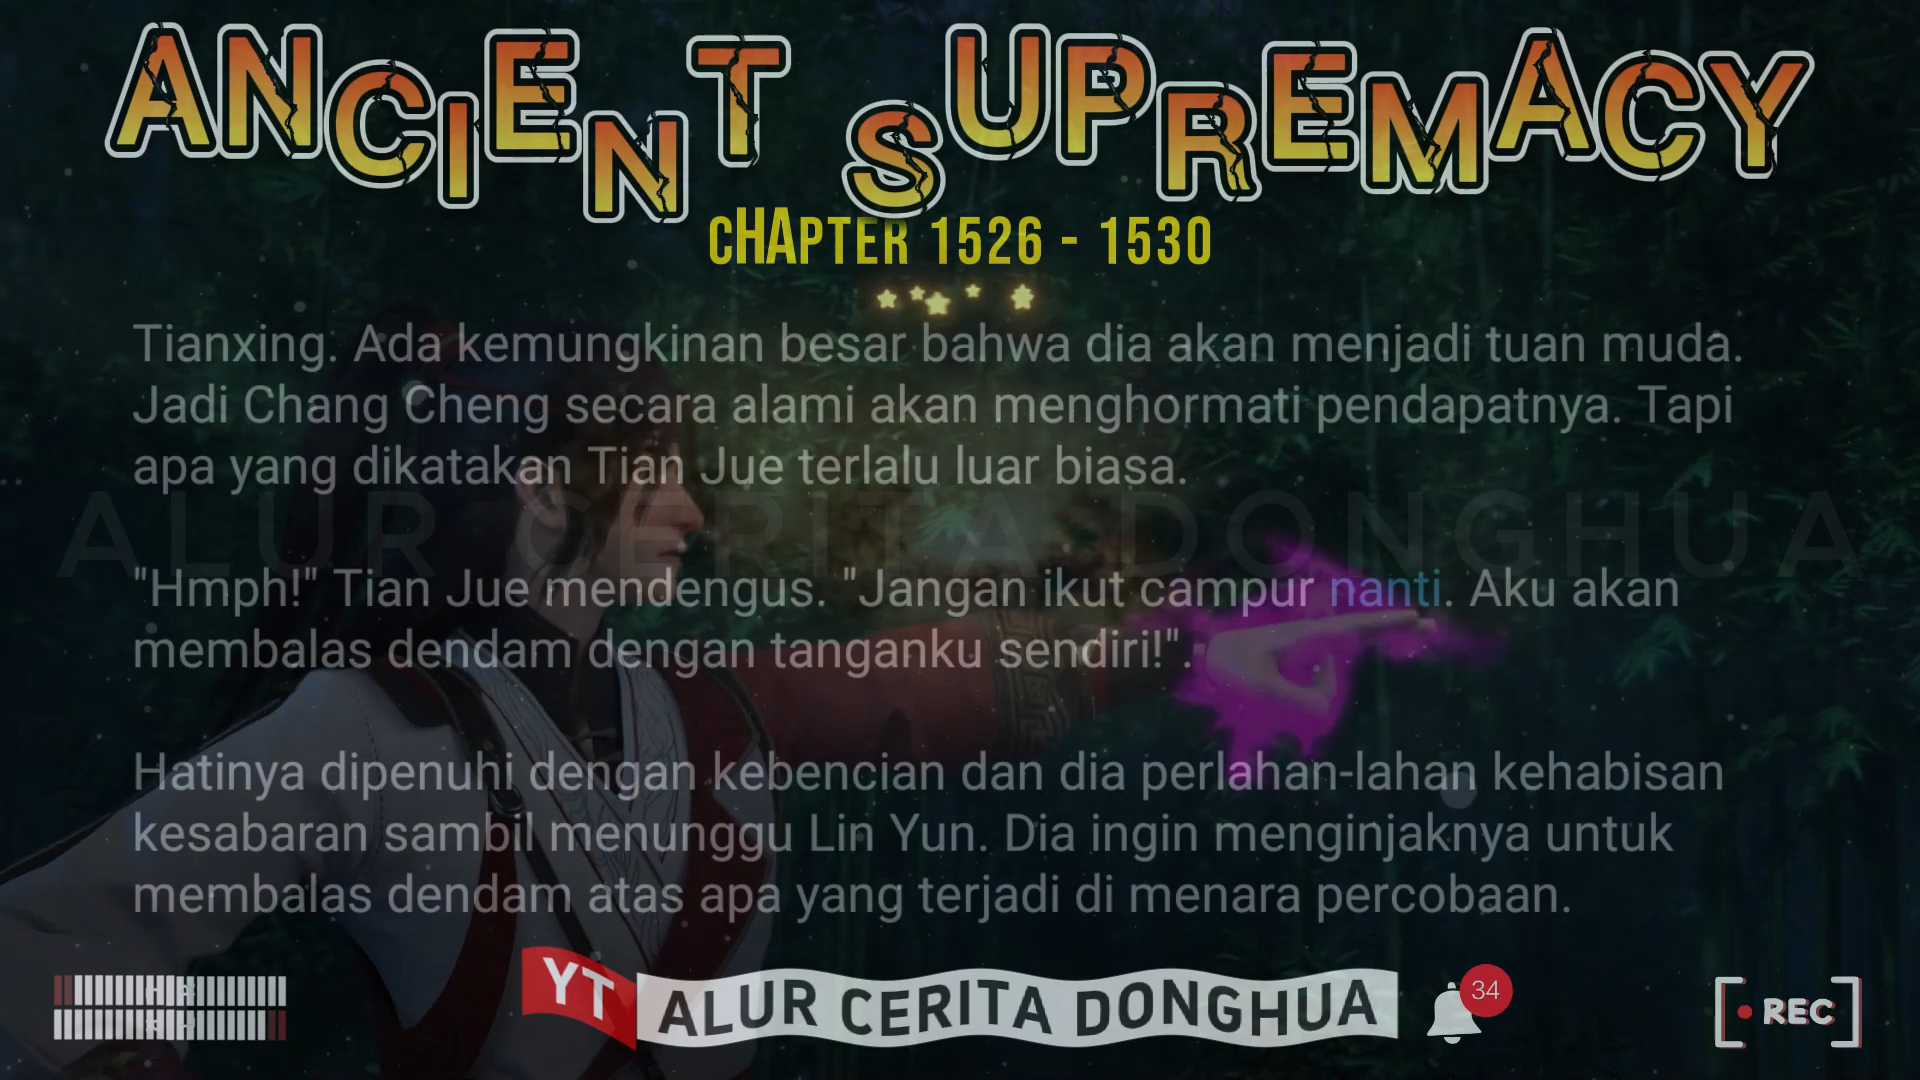 ANCIENT SUPREMACY
CHAPTER 1526 - 1530
Tianxing. Ada kemungkinan besar bahwa dia akan menjadi tuan muda.
Jadi Chang Cheng secara alami akan menghormati pendapatnya. Tapi
apa yang dikatakan Tian Jue terlalu luar biasa.
ALUR CERITA DONGHUA
"Hmph!" Tian Jue mendengus. "Jangan ikut campur nanti. Aku akan
membalas dendam dengan tanganku sendiri!".
Hatinya dipenuhi dengan kebencian dan dia perlahan-lahan kehabisan
kesabaran sambil menunggu Lin Yun. Dia ingin menginjaknya untuk
membalas dendam atas apa yang terjadi di menara percobaan.
YT ALUR CERITA DONGHUA
34
REC